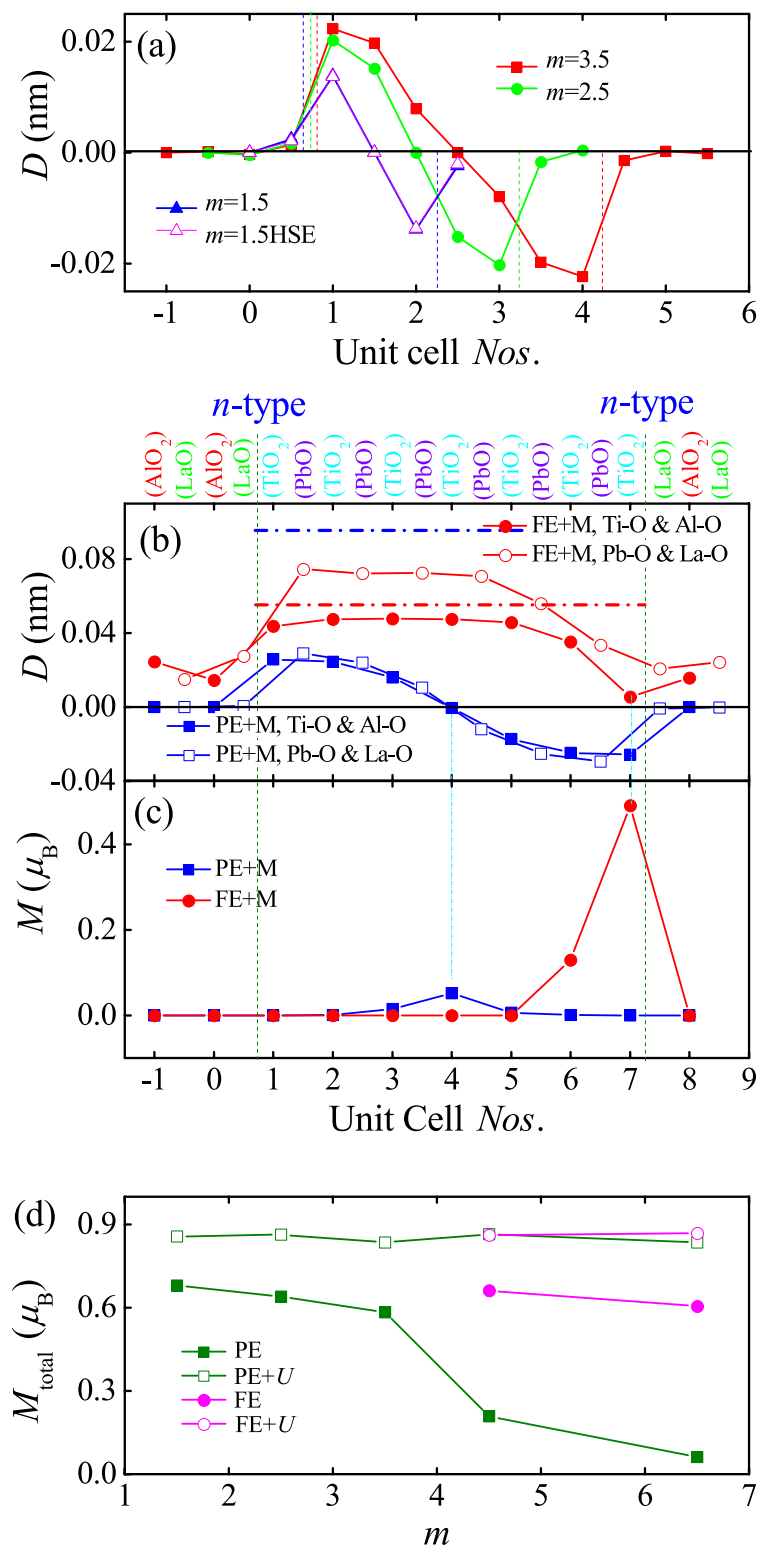 (a)
0.02
0.00
-0.02
D (nm)
m=3.5
m=2.5
m=1.5
m=1.5HSE
-1 0 1 2 3 4 5 6
Unit cell Nos.
n-type n-type
(AlO2) (LaO) (AlO2) (LaO) (TiO2) (PbO) (TiO2) (PbO) (TiO2) (PbO) (TiO2) (PbO) (TiO2) (PbO) (TiO2) (PbO) (TiO2) (LaO) (AlO2) (LaO)
(b)
0.08
0.04
0.00
-0.04
D (nm)
FE+M, Ti-O & Al-O
FE+M, Pb-O & La-O
PE+M, Ti-O & Al-O
PE+M, Pb-O & La-O
(c)
0.4
0.2
0.0
M (μB)
PE+M
FE+M
-1 0 1 2 3 4 5 6 7 8 9
Unit Cell Nos.
(d)
0.9
0.6
0.3
0.0
Mtotal (μB)
PE
PE+U
FE
FE+U
1 2 3 4 5 6 7
m